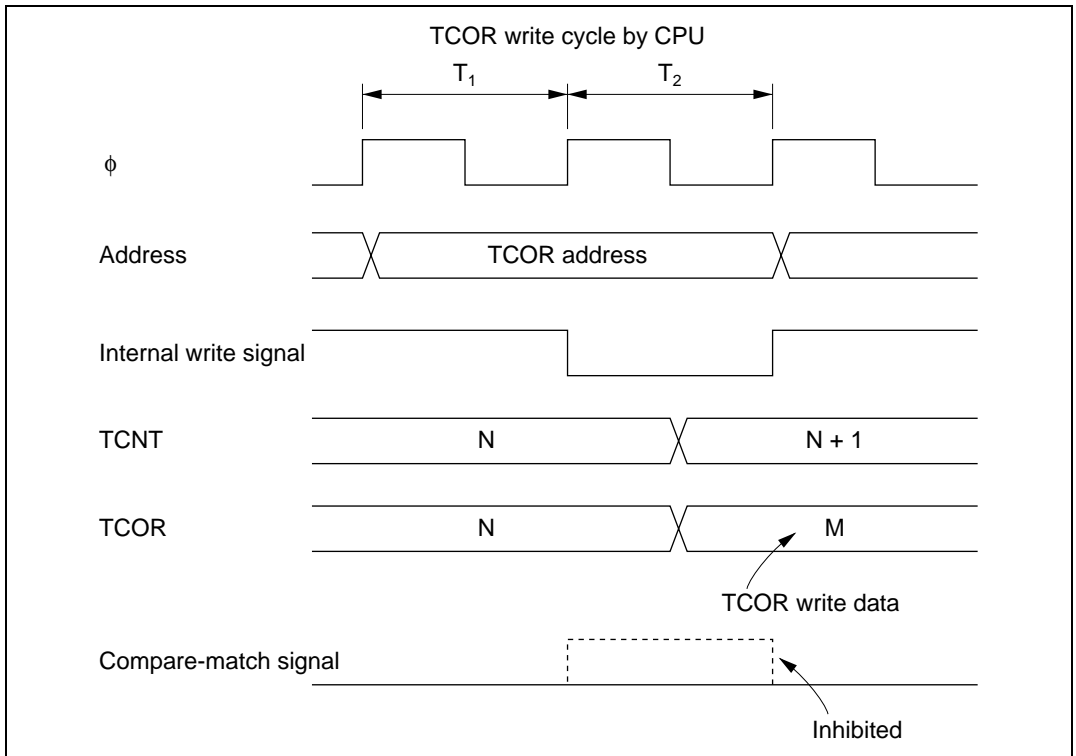 TCOR write cycle by CPU
T1 T2
ϕ
Address TCOR address
Internal write signal
TCNT N N + 1
TCOR N M
TCOR write data
Compare-match signal
Inhibited